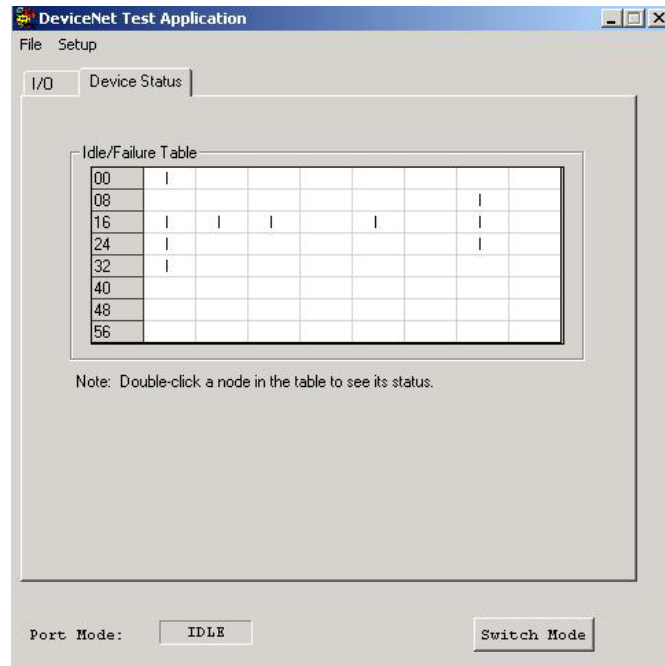 DeviceNet Test Application
File Setup
I/O Device Status
Idle/Failure Table
00 I
08 I
16 I I I I I
24 I I
32 I
40
48
56
Note: Double-click a node in the table to see its status.
Port Mode: IDLE Switch Mode